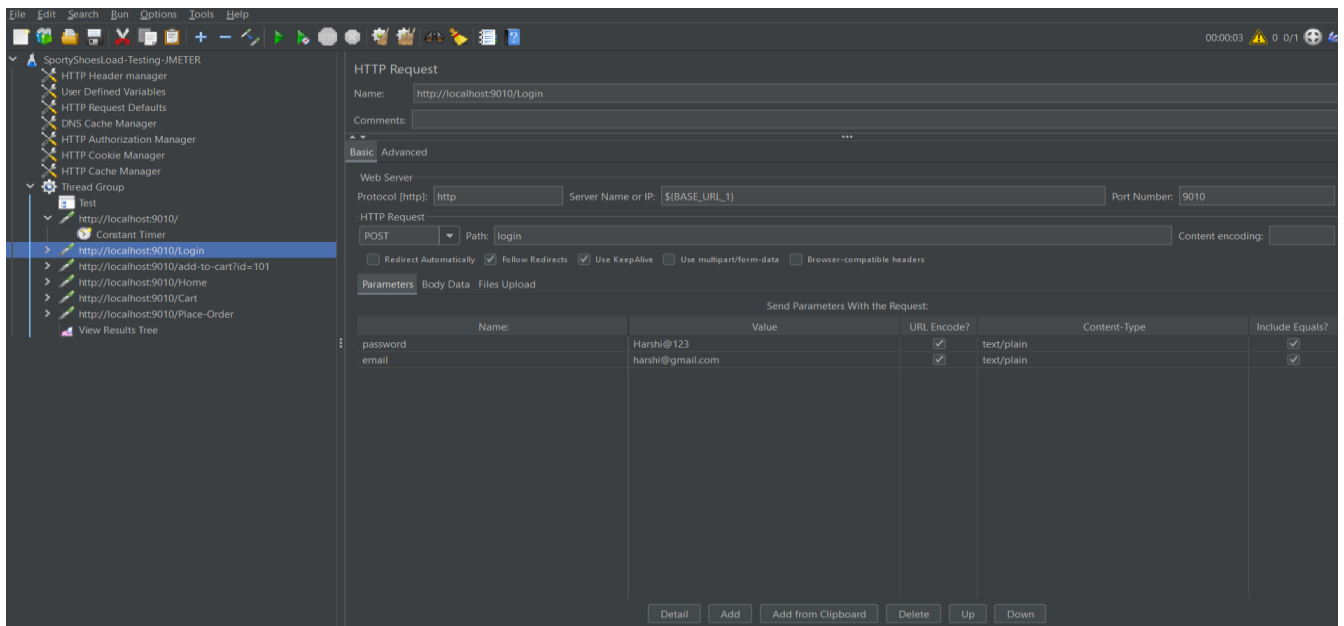 File Edit Search Run Options Tools Help
00:00:03 0 0/1
SportyShoesLoad-Testing-JMETER
HTTP Header manager
User Defined Variables
HTTP Request Defaults
DNS Cache Manager
HTTP Authorization Manager
HTTP Cookie Manager
HTTP Cache Manager
Thread Group
Test
http://localhost:9010/
Constant Timer
http://localhost:9010/Login
http://localhost:9010/add-to-cart?id=101
http://localhost:9010/Home
http://localhost:9010/Cart
http://localhost:9010/Place-Order
View Results Tree
HTTP Request
Name: http://localhost:9010/Login
Comments:
Basic Advanced
Web Server
Protocol [http]: http Server Name or IP: ${BASE_URL_1} Port Number: 9010
HTTP Request
POST Path: login Content encoding:
Redirect Automatically Follow Redirects Use KeepAlive Use multipart/form-data Browser-compatible headers
Parameters Body Data Files Upload
Send Parameters With the Request:
Name: Value URL Encode? Content-Type Include Equals?
password Harshi@123 text/plain
email harshi@gmail.com text/plain
Detail Add Add from Clipboard Delete Up Down